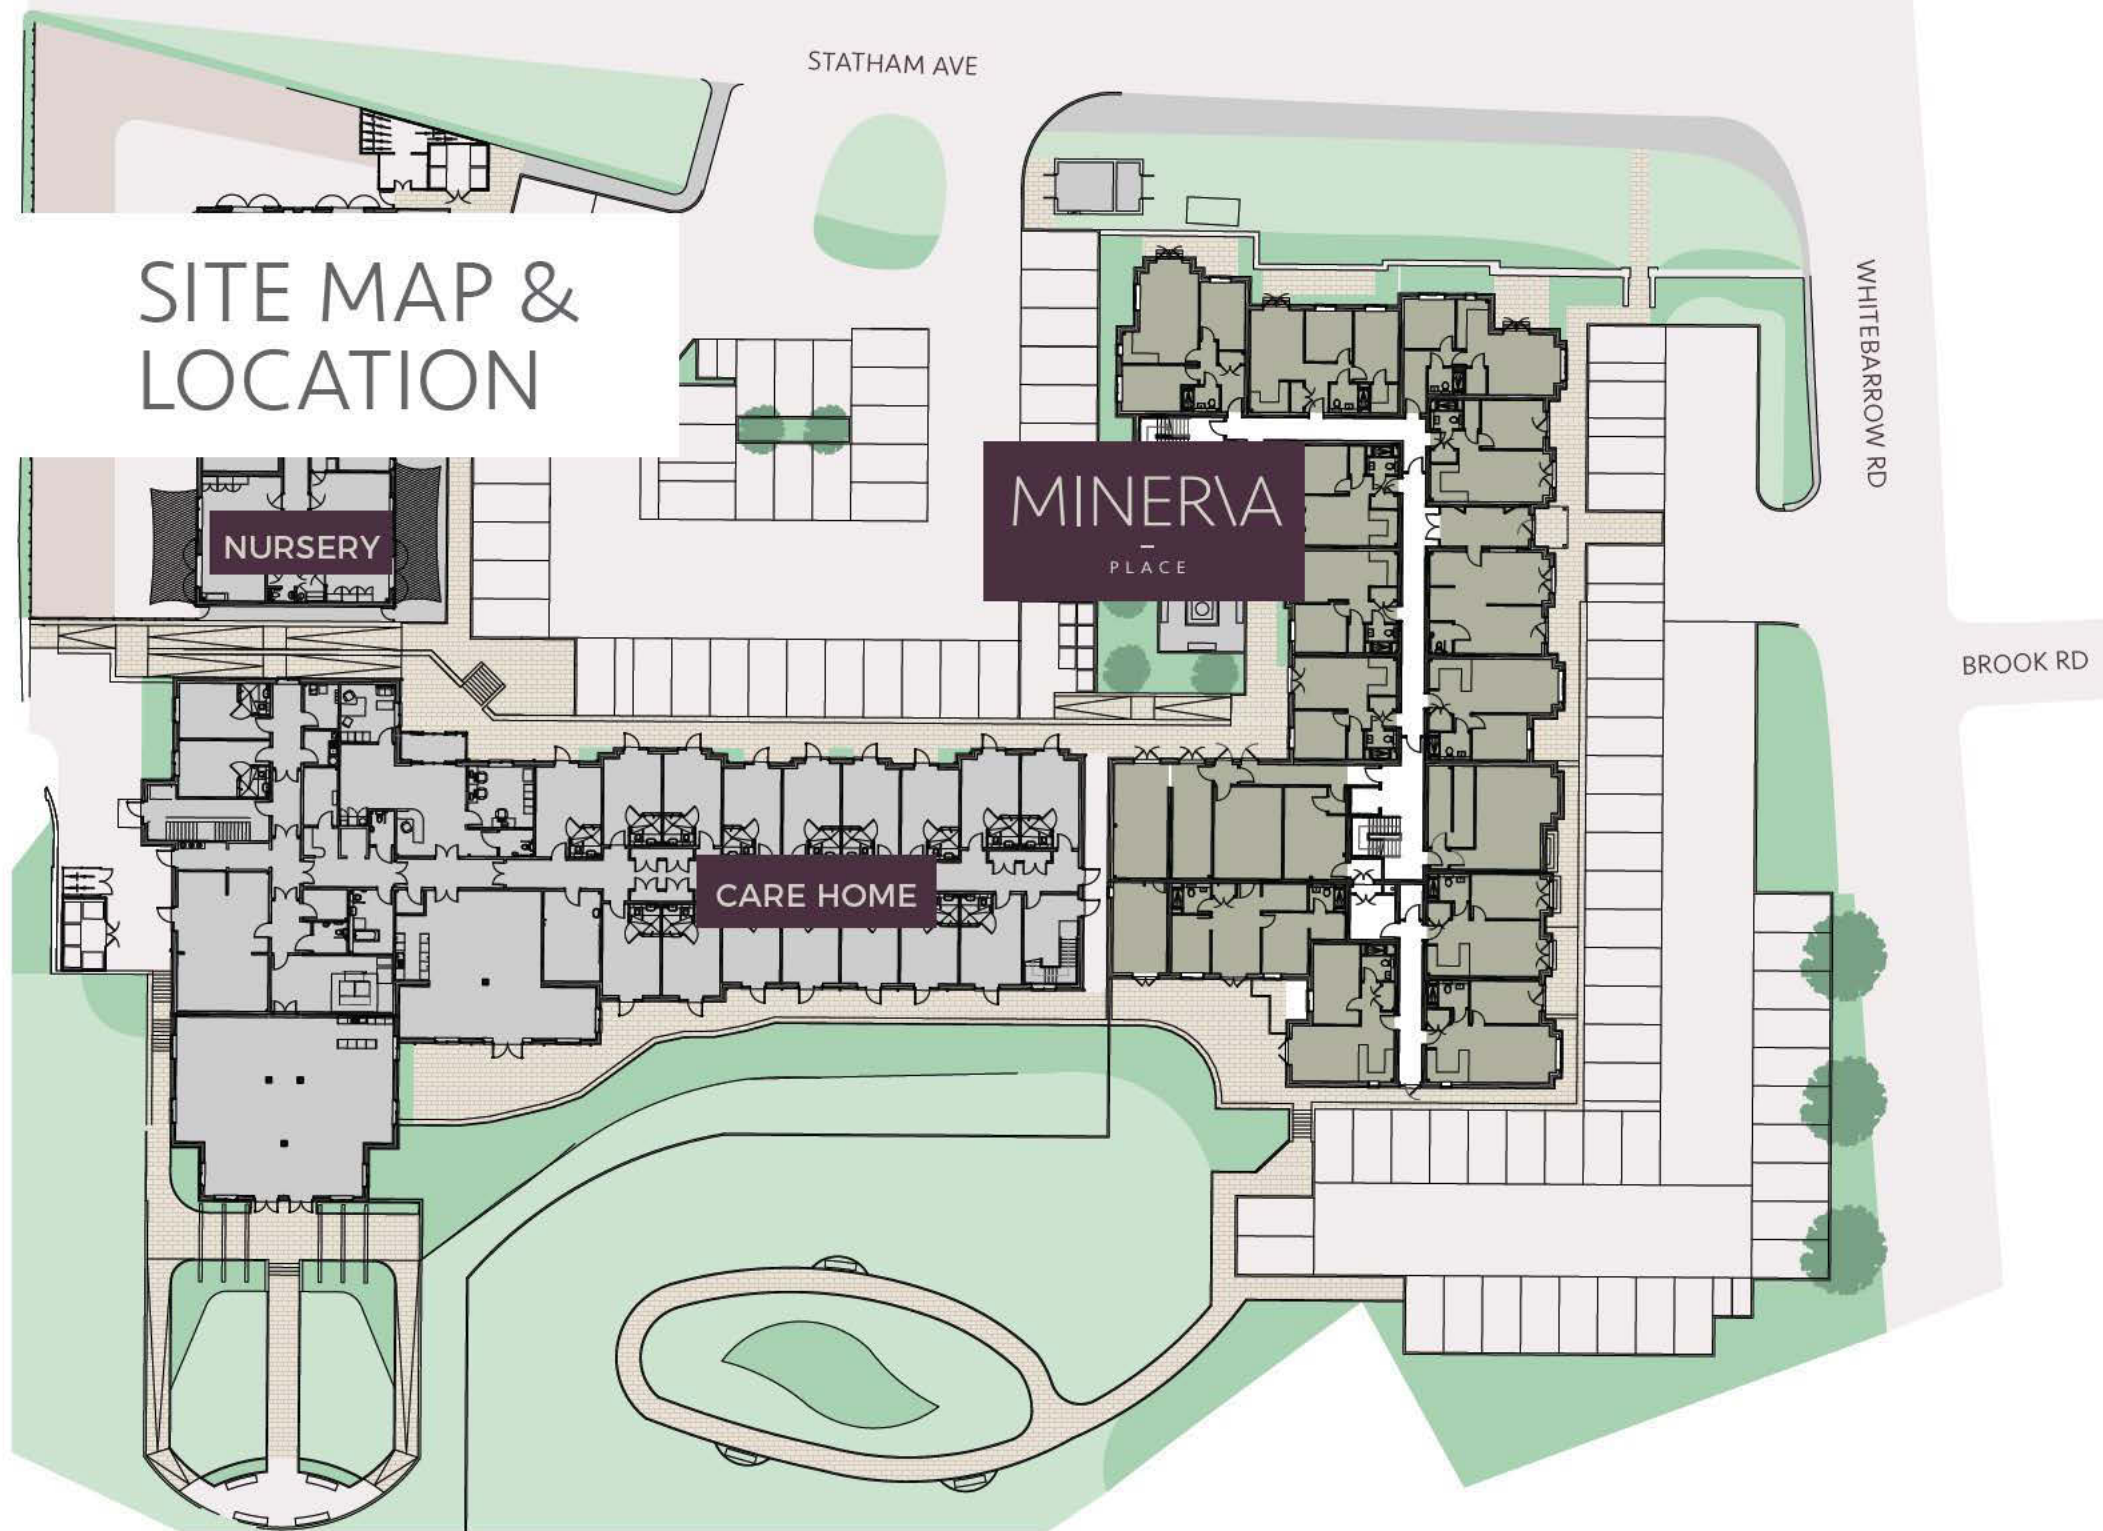 STATHAM AVE
SITE MAP &
LOCATION
WHITEBARROW RD
MINERVA
PLACE
NURSERY
BROOK RD
CARE HOME